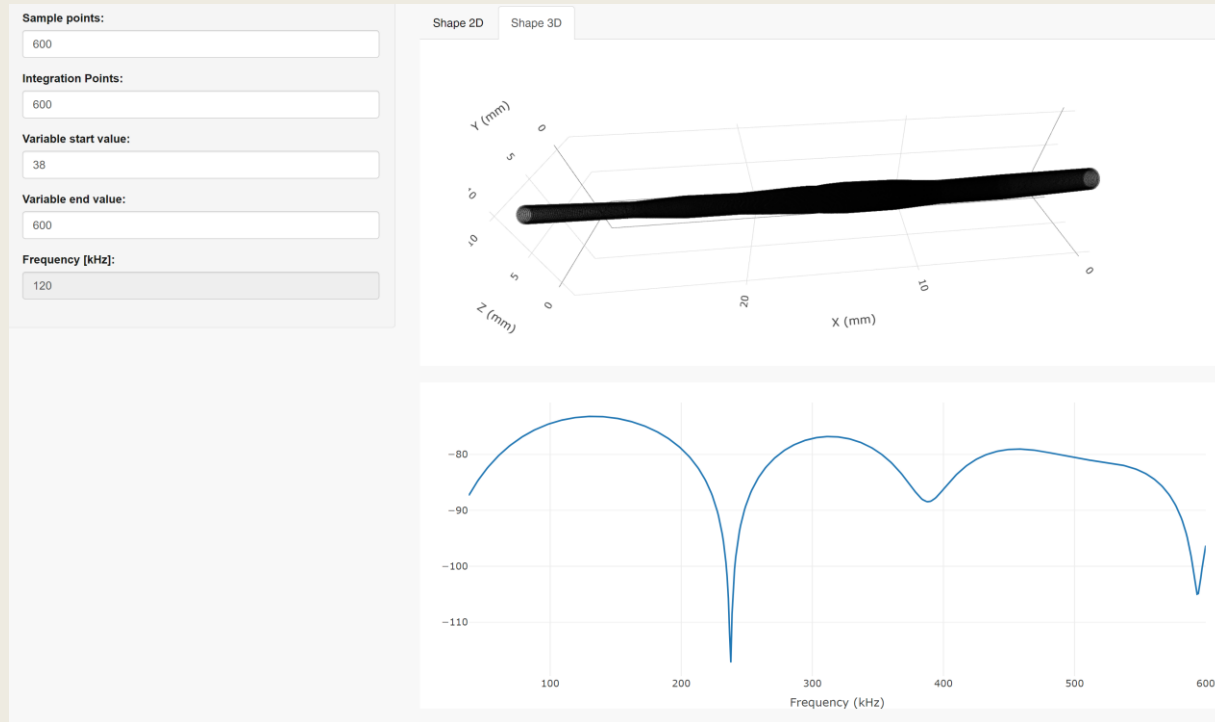 Sample points:
600
Integration Points:
600
Variable start value:
38
Variable end value:
600
Frequency [kHz]:
120
Shape 2D
Shape 3D
Y (mm)
0
5
10
5
0
Z (mm)
20
10
0
X (mm)
−80
−90
−100
−110
100
200
300
400
500
600
Frequency (kHz)